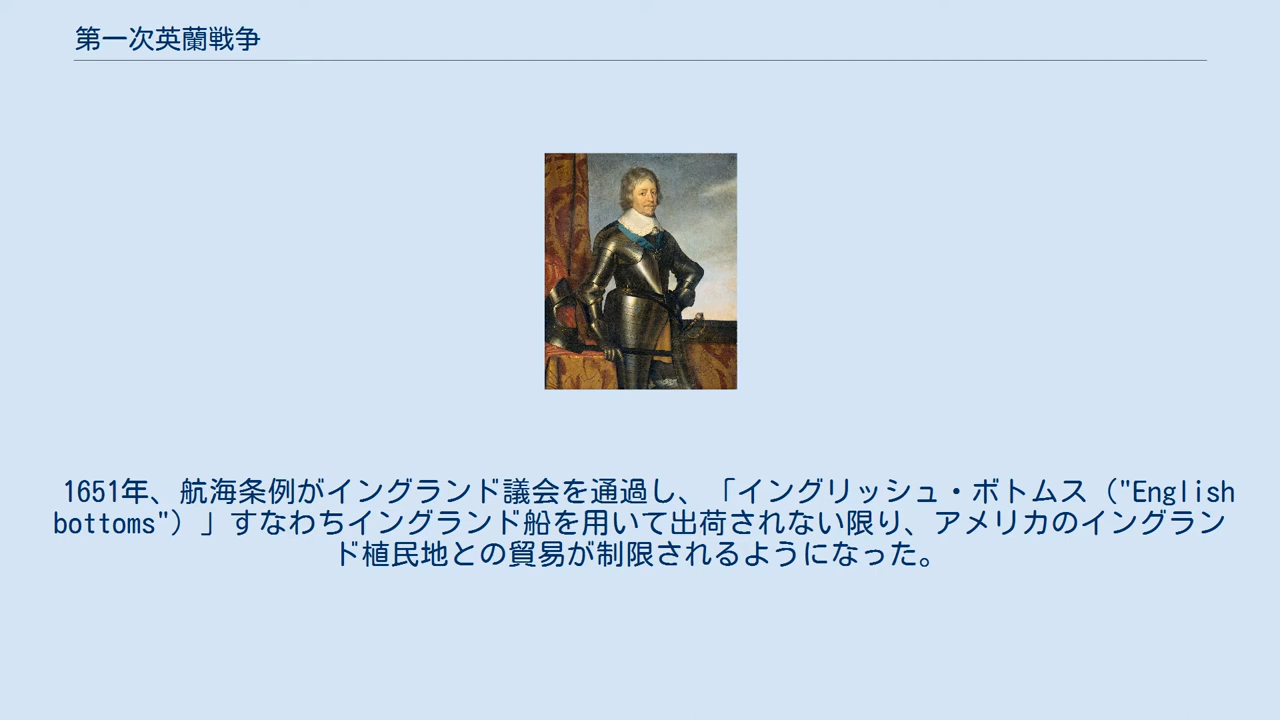 第一次英蘭戦争
1651年、航海条例がイングランド議会を通過し、「イングリッシュ・ボトムス（"English
bottoms"）」すなわちイングランド船を用いて出荷されない限り、アメリカのイングラン
ド植民地との貿易が制限されるようになった。